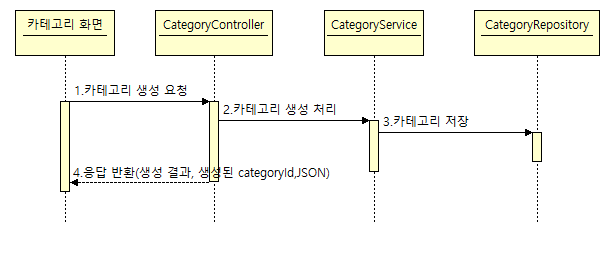 카테고리 화면
CategoryController
CategoryService
CategoryRepository
1.카테고리 생성 요청
2.카테고리 생성 처리
3.카테고리 저장
4.응답 반환(생성 결과, 생성된 categoryId,JSON)